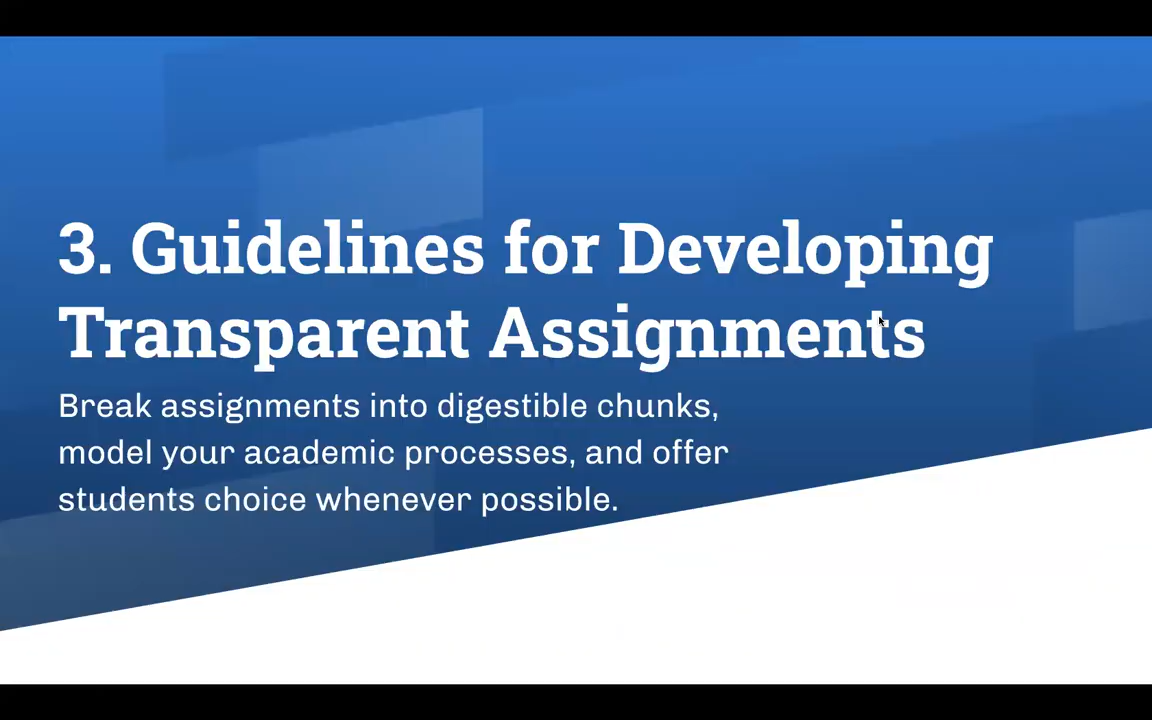 3. Guidelines for Developing
Transparent Assignments
Break assignments into digestible chunks,
model your academic processes, and offer
students choice whenever possible.